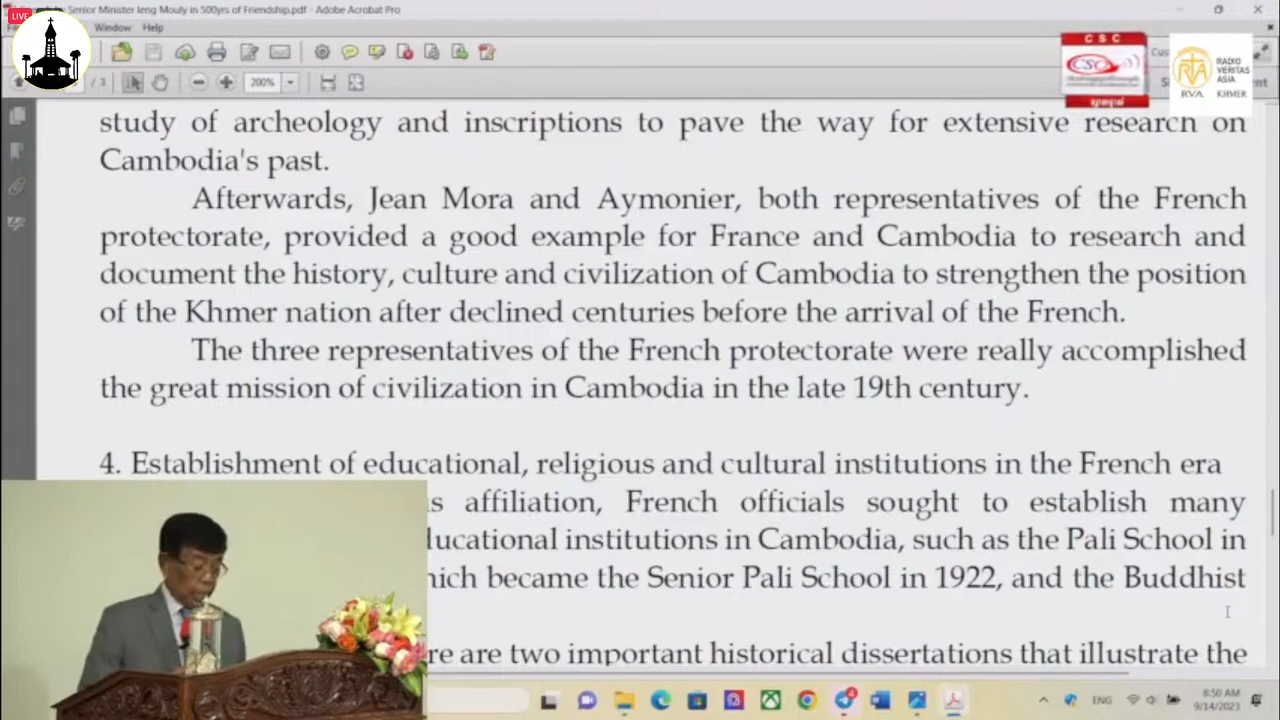 LIVE
Senior Minister Ieng Mouly in 500yrs of Friendship.pdf - Adobe Acrobat Pro
Window Help
/ 3
200%
CSC
CSC
RVA
RADIO
VERITAS
ASIA
KHMER
study of archeology and inscriptions to pave the way for extensive research on
Cambodia's past.
Afterwards, Jean Mora and Aymonier, both representatives of the French
protectorate, provided a good example for France and Cambodia to research and
document the history, culture and civilization of Cambodia to strengthen the position
of the Khmer nation after declined centuries before the arrival of the French.
The three representatives of the French protectorate were really accomplished
the great mission of civilization in Cambodia in the late 19th century.
4. Establishment of educational, religious and cultural institutions in the French era
affiliation, French officials sought to establish many
ducational institutions in Cambodia, such as the Pali School in
hich became the Senior Pali School in 1922, and the Buddhist
re are two important historical dissertations that illustrate the
ENG
8:50 AM
9/14/2023